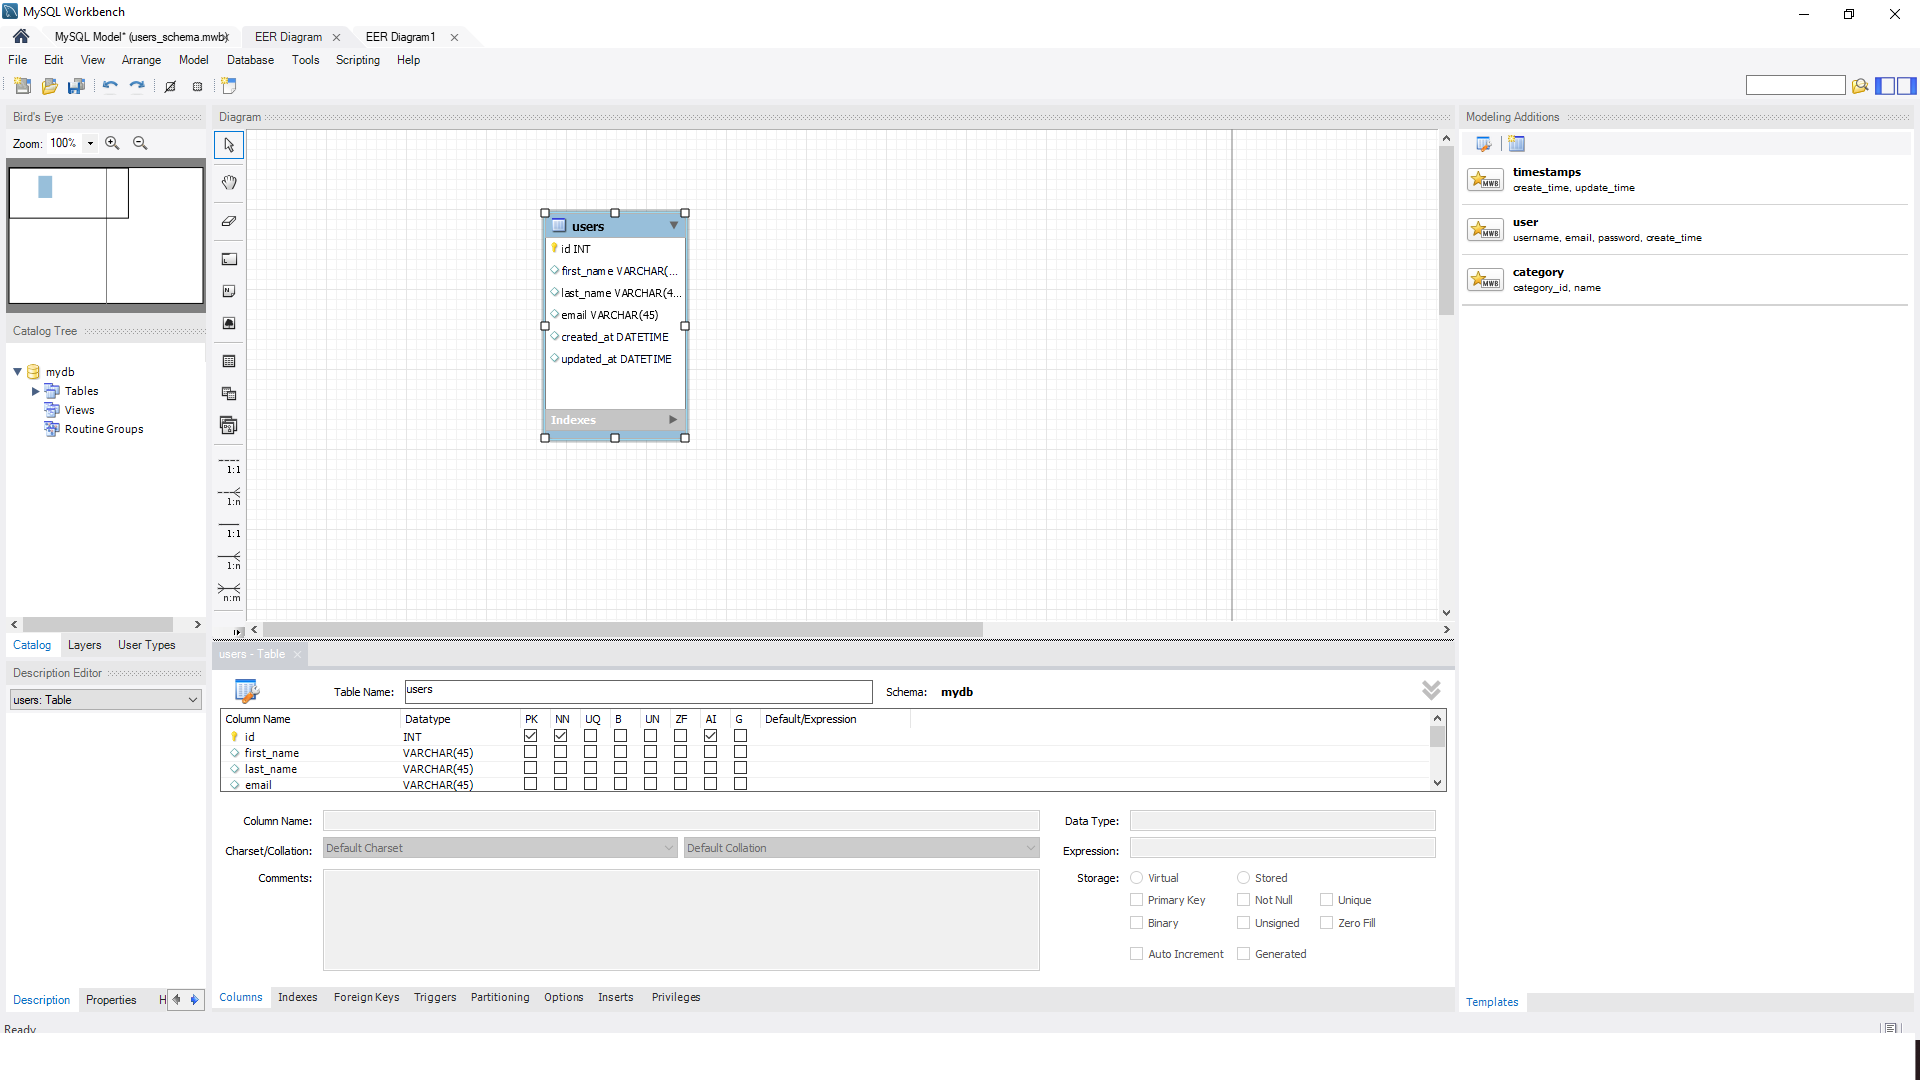 MySQL Workbench
MySQL Model* (users_schema.mwb)
EER Diagram
EER Diagram1
File Edit View Arrange Model Database Tools Scripting Help
Bird's Eye
Zoom: 100%
Catalog Tree
mydb
Tables
Views
Routine Groups
Catalog Layers User Types
Description Editor
users: Table
Description Properties H
Ready
Diagram
1:1
1:n
1:1
1:n
n:m
users
id INT
first_name VARCHAR(...
last_name VARCHAR(4...
email VARCHAR(45)
created_at DATETIME
updated_at DATETIME
Indexes
users - Table
Table Name: users Schema: mydb
Column Name Datatype PK NN UQ B UN ZF AI G Default/Expression
id INT
first_name VARCHAR(45)
last_name VARCHAR(45)
email VARCHAR(45)
Column Name: Data Type:
Charset/Collation: Default Charset Default Collation Expression:
Comments: Storage: Virtual Stored
Primary Key Not Null Unique
Binary Unsigned Zero Fill
Auto Increment Generated
Columns Indexes Foreign Keys Triggers Partitioning Options Inserts Privileges
Modeling Additions
MWB
timestamps
create_time, update_time
MWB
user
username, email, password, create_time
MWB
category
category_id, name
Templates